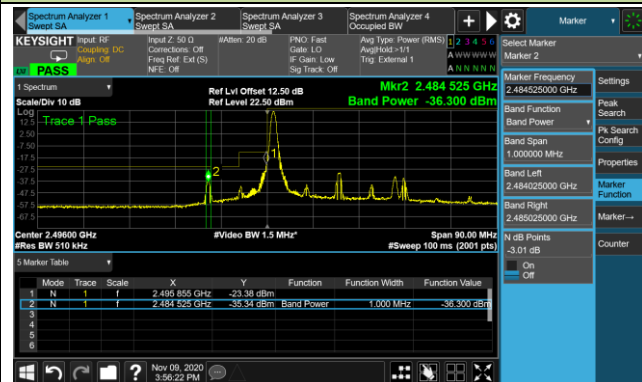 Spectrum Analyzer 1
Swept SA
Spectrum Analyzer 2
Swept SA
Spectrum Analyzer 3
Swept SA
Spectrum Analyzer 4
Occupied BW
Marker
KEYSIGHT
Input: RF
Coupling: DC
Align: Off
Input Z: 50 Ω
Corrections: Off
Freq Ref: Ext (S)
NFE: Off
#Atten: 20 dB
PNO: Fast
Gate: LO
IF Gain: Low
Sig Track: Off
Avg Type: Power (RMS)
Avg|Hold:>1/1
Trig: External 1
1 2 3 4 5 6
A W W W W W
A N N N N N
LXI
PASS
1 Spectrum
Scale/Div 10 dB
Ref Lvl Offset 12.50 dB
Ref Level 22.50 dBm
Mkr2 2.484 525 GHz
Band Power -36.300 dBm
Log
Trace 1 Pass
12.5
2.50
-7.50
-17.5
-27.5
-37.5
-47.5
-57.5
-67.5
1
2
Center 2.49600 GHz
#Res BW 510 kHz
#Video BW 1.5 MHz*
Span 90.00 MHz
#Sweep 100 ms (2001 pts)
5 Marker Table
Mode Trace Scale X Y Function Function Width Function Value
1 N 1 f 2.495 855 GHz -23.38 dBm
2 N 1 f 2.484 525 GHz -35.34 dBm Band Power 1.000 MHz -36.300 dBm
3
4
5
6
Nov 09, 2020
3:56:22 PM
Select Marker
Marker 2
Marker Frequency
2.484525000 GHz
Band Function
Band Power
Band Span
1.000000 MHz
Band Left
2.484025000 GHz
Band Right
2.485025000 GHz
N dB Points
-3.01 dB
On
Off
Settings
Peak
Search
Pk Search
Config
Properties
Marker
Function
Marker→
Counter